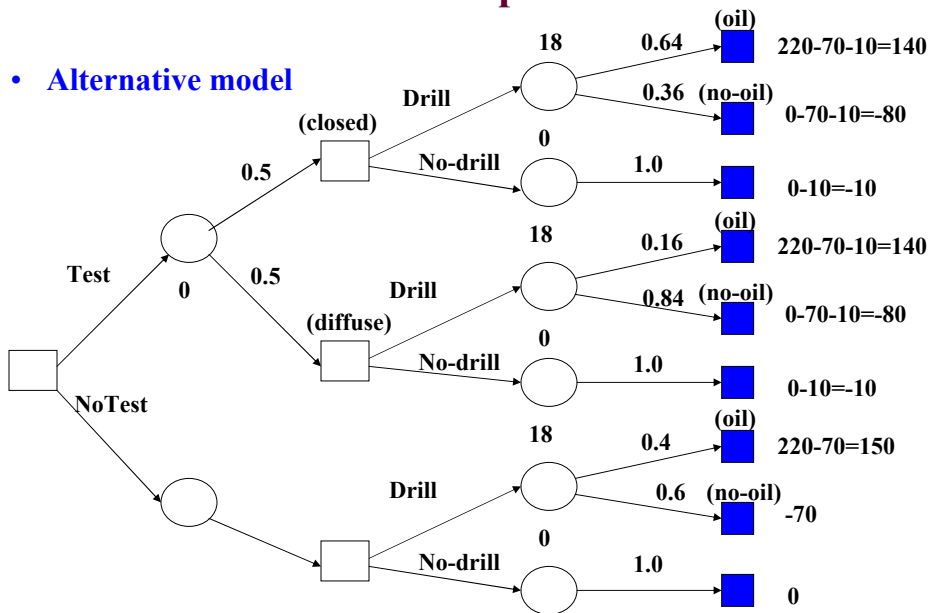 (oil)
18
0.64
220-70-10=140
• Alternative model
Drill
0.36
(no-oil)
0-70-10=-80
(closed)
0
No-drill
1.0
0.5
0-10=-10
(oil)
18
0.16
220-70-10=140
Test
0.5
0
Drill
0.84
(no-oil)
0-70-10=-80
(diffuse)
0
No-drill
1.0
0-10=-10
NoTest
(oil)
18
0.4
220-70=150
Drill
0.6
(no-oil)
-70
0
No-drill
1.0
0